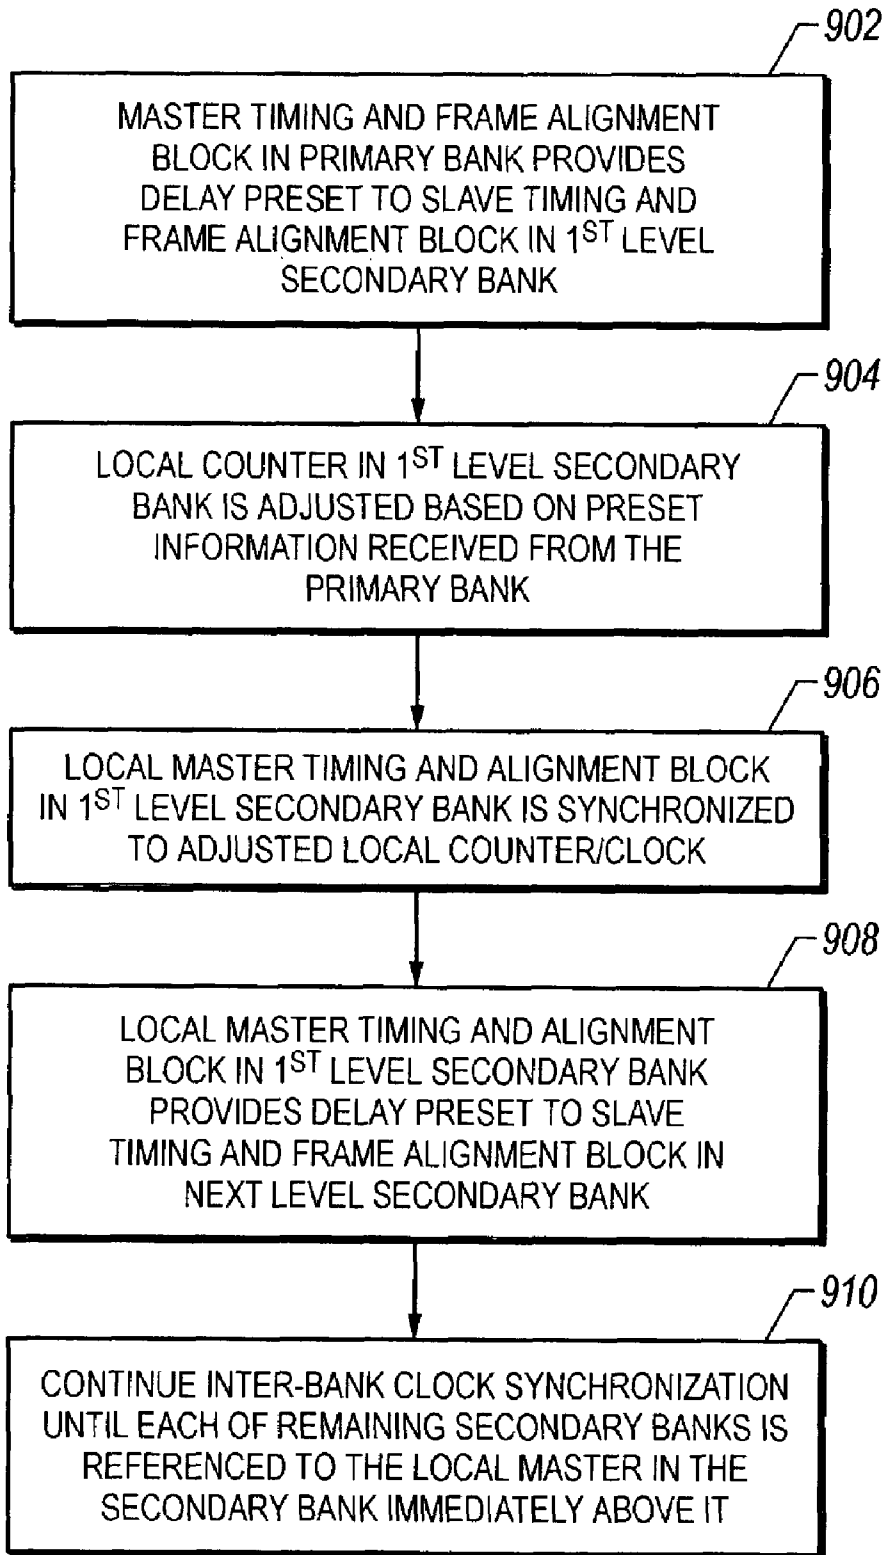 902
MASTER TIMING AND FRAME ALIGNMENT
BLOCK IN PRIMARY BANK PROVIDES
DELAY PRESET TO SLAVE TIMING AND
FRAME ALIGNMENT BLOCK IN 1ST LEVEL
SECONDARY BANK
904
LOCAL COUNTER IN 1ST LEVEL SECONDARY
BANK IS ADJUSTED BASED ON PRESET
INFORMATION RECEIVED FROM THE
PRIMARY BANK
906
LOCAL MASTER TIMING AND ALIGNMENT BLOCK
IN 1ST LEVEL SECONDARY BANK IS SYNCHRONIZED
TO ADJUSTED LOCAL COUNTER/CLOCK
908
LOCAL MASTER TIMING AND ALIGNMENT
BLOCK IN 1ST LEVEL SECONDARY BANK
PROVIDES DELAY PRESET TO SLAVE
TIMING AND FRAME ALIGNMENT BLOCK IN
NEXT LEVEL SECONDARY BANK
910
CONTINUE INTER-BANK CLOCK SYNCHRONIZATION
UNTIL EACH OF REMAINING SECONDARY BANKS IS
REFERENCED TO THE LOCAL MASTER IN THE
SECONDARY BANK IMMEDIATELY ABOVE IT